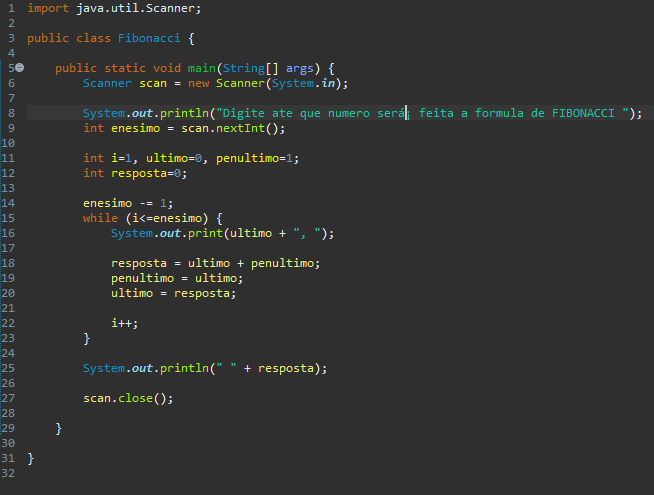 1 import java.util.Scanner;
2
3 public class Fibonacci {
4
5 public static void main(String[] args) {
6 Scanner scan = new Scanner(System.in);
7
8 System.out.println("Digite ate que numero será¡ feita a formula de FIBONACCI ");
9 int enesimo = scan.nextInt();
10
11 int i=1, ultimo=0, penultimo=1;
12 int resposta=0;
13
14 enesimo -= 1;
15 while (i<=enesimo) {
16 System.out.print(ultimo + ", ");
17
18 resposta = ultimo + penultimo;
19 penultimo = ultimo;
20 ultimo = resposta;
21
22 i++;
23 }
24
25 System.out.println(" " + resposta);
26
27 scan.close();
28
29 }
30
31 }
32